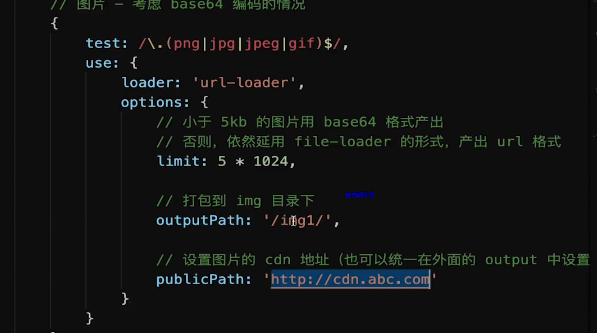 // 图片 - 考虑 base64 编码的情况
{
test: /\.(png|jpg|jpeg|gif)$/,
use: {
loader: 'url-loader',
options: {
// 小于 5kb 的图片用 base64 格式产出
// 否则，依然延用 file-loader 的形式，产出 url 格式
limit: 5 * 1024,
// 打包到 img 目录下
outputPath: '/img1/',
// 设置图片的 cdn 地址（也可以统一在外面的 output 中设置
publicPath: 'http://cdn.abc.com'
}
}